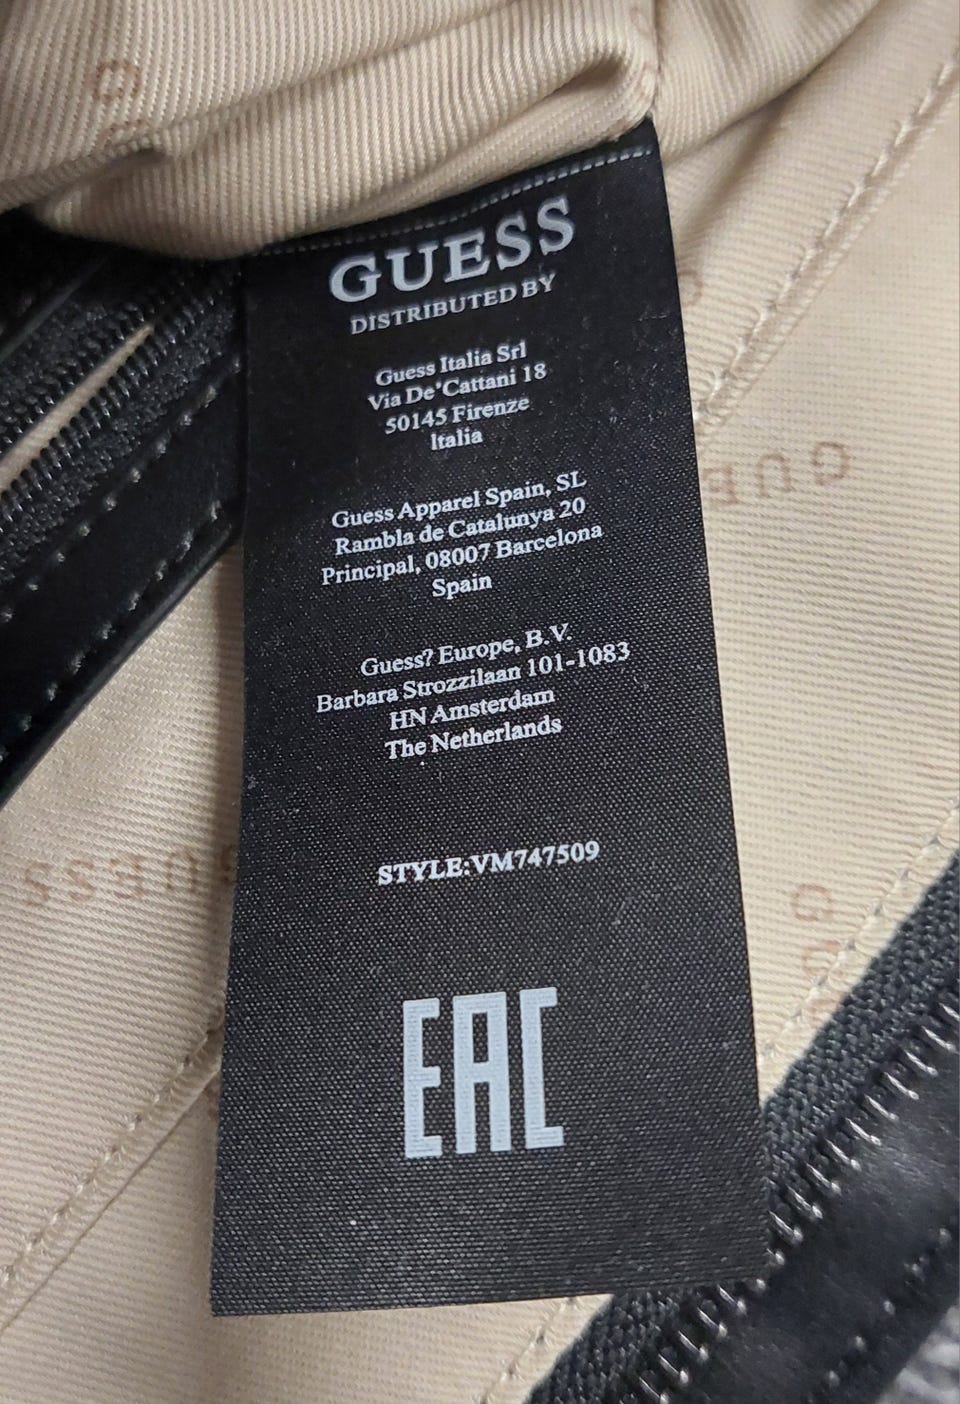 GUESS
DISTRIBUTED BY
Guess Italia Srl
Via De'Cattani 18
50145 Firenze
Italia
Guess Apparel Spain, SL
Rambla de Catalunya 20
Principal, 08007 Barcelona
Spain
Guess? Europe, B.V.
Barbara Strozzilaan 101-1083
HN Amsterdam
The Netherlands
STYLE:VM747509
EAC
GUESS
GUESS